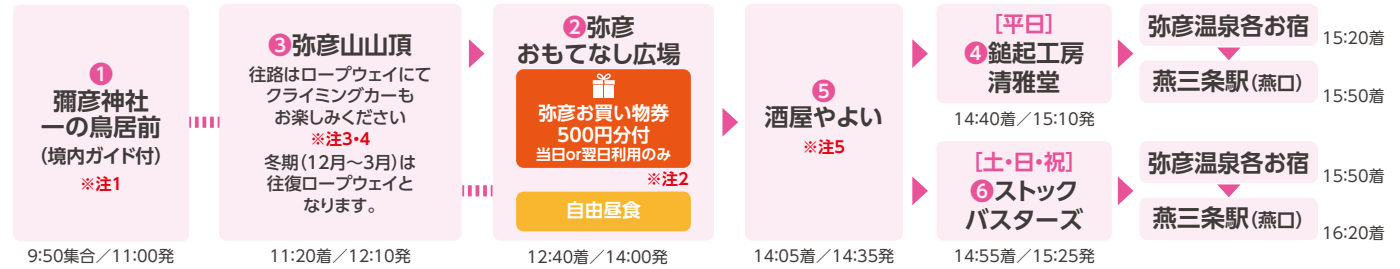 ❶
彌彦神社
一の鳥居前
（境内ガイド付）
※注1
9:50集合／11:00発
❸弥彦山山頂
往路はロープウェイにて
クライミングカーも
お楽しみください
※注3・4
冬期（12月～3月）は
往復ロープウェイと
なります。
11:20着／12:10発
❷弥彦
おもてなし広場
弥彦お買い物券
500円分付
当日or翌日利用のみ
※注2
自由昼食
12:40着／14:00発
❺
酒屋やよい
※注5
14:05着／14:35発
［平日］
❹鎚起工房
清雅堂
14:40着／15:10発
弥彦温泉各お宿
15:20着
燕三条駅（燕口）
15:50着
［土・日・祝］
❻ストック
バスターズ
14:55着／15:25発
弥彦温泉各お宿
15:50着
燕三条駅（燕口）
16:20着